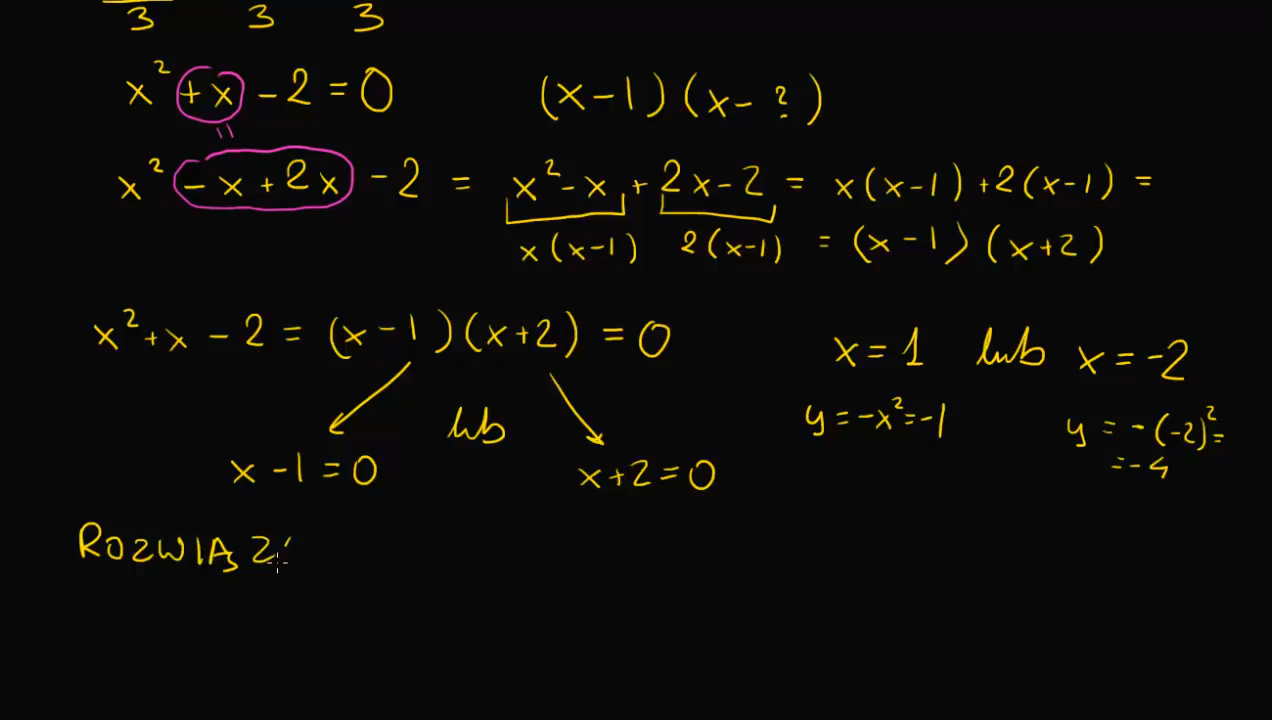 3 3 3
x² + x - 2 = 0 (x - 1)(x - ?)
x² - x + 2x - 2 = x² - x + 2x - 2 = x(x-1) + 2(x-1) =
x(x-1) 2(x-1) = (x-1)(x+2)
x² + x - 2 = (x-1)(x+2) = 0
x = 1 lub x = -2
y = -x² = -1 y = -(-2)² =
= -4
lub
x - 1 = 0 x + 2 = 0
ROZWIĄZ